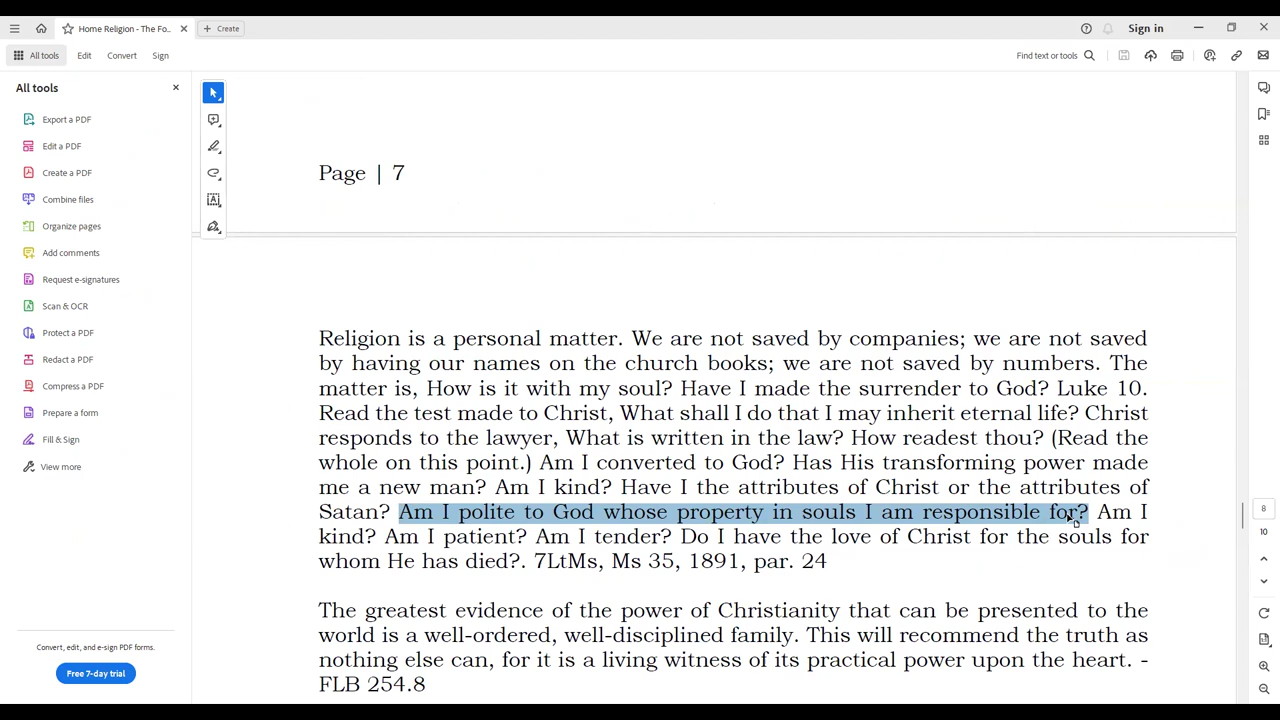 Home Religion - The Fo...
Create
Sign in
All tools
Edit
Convert
Sign
Find text or tools
All tools
Export a PDF
Edit a PDF
Create a PDF
Combine files
Organize pages
Add comments
Request e-signatures
Scan & OCR
Protect a PDF
Redact a PDF
Compress a PDF
Prepare a form
Fill & Sign
View more
Convert, edit, and e-sign PDF forms.
Free 7-day trial
Page | 7
Religion is a personal matter. We are not saved by companies; we are not saved
by having our names on the church books; we are not saved by numbers. The
matter is, How is it with my soul? Have I made the surrender to God? Luke 10.
Read the test made to Christ, What shall I do that I may inherit eternal life? Christ
responds to the lawyer, What is written in the law? How readest thou? (Read the
whole on this point.) Am I converted to God? Has His transforming power made
me a new man? Am I kind? Have I the attributes of Christ or the attributes of
Satan? Am I polite to God whose property in souls I am responsible for? Am I
kind? Am I patient? Am I tender? Do I have the love of Christ for the souls for
whom He has died?. 7LtMs, Ms 35, 1891, par. 24
The greatest evidence of the power of Christianity that can be presented to the
world is a well-ordered, well-disciplined family. This will recommend the truth as
nothing else can, for it is a living witness of its practical power upon the heart. -
FLB 254.8
8
10